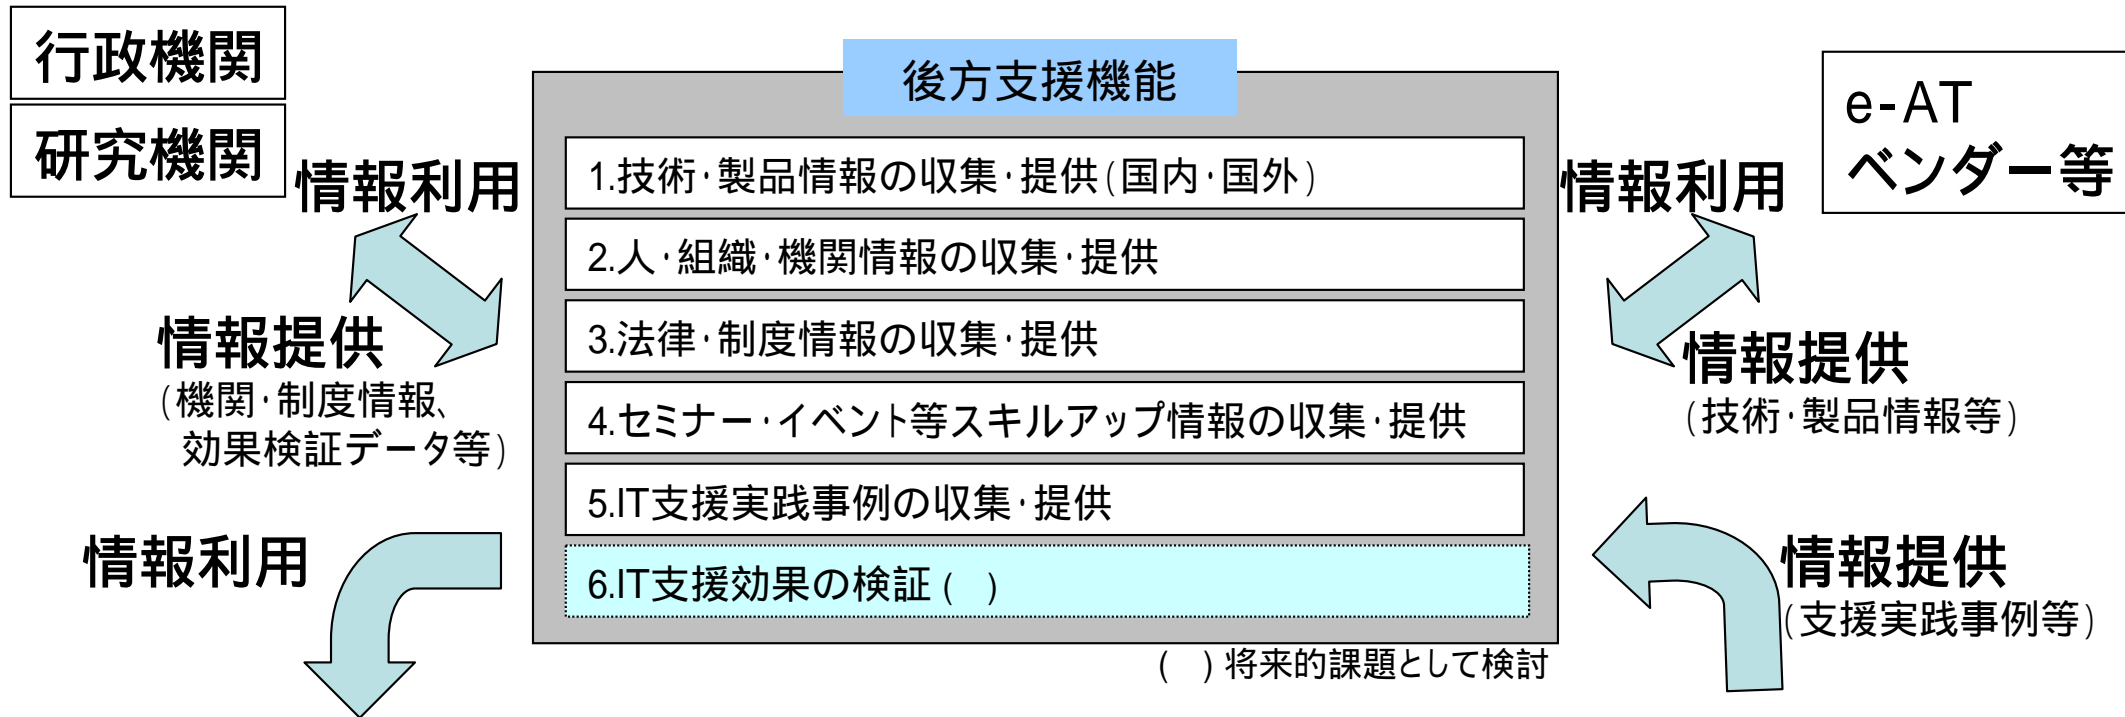 行政機関
研究機関
後方支援機能
e-AT
ベンダー等
情報利用
情報提供
(機関・制度情報、
効果検証データ等)
1.技術・製品情報の収集・提供(国内・国外)
2.人・組織・機関情報の収集・提供
3.法律・制度情報の収集・提供
4.セミナー・イベント等スキルアップ情報の収集・提供
5.IT支援実践事例の収集・提供
6.IT支援効果の検証( )
( )将来的課題として検討
情報利用
情報提供
(技術・製品情報等)
情報利用
情報提供
(支援実践事例等)